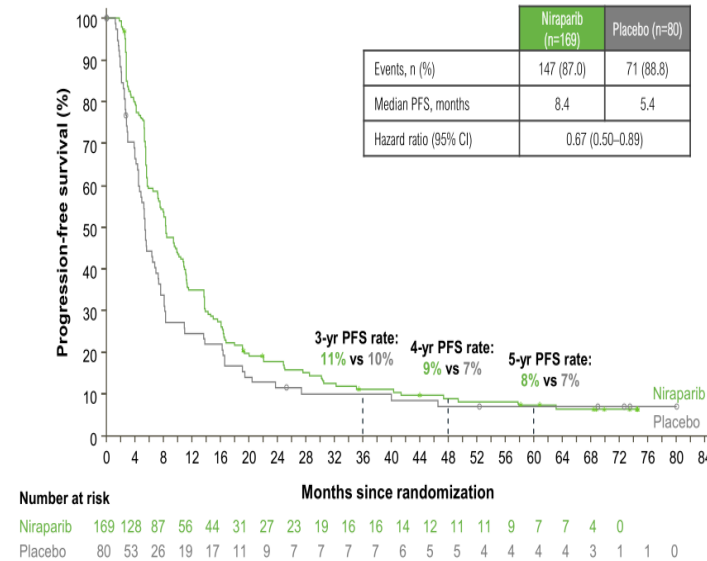 Niraparib (n=169) Placebo (n=80)
Events, n (%) 147 (87.0) 71 (88.8)
Median PFS, months 8.4 5.4
Hazard ratio (95% CI) 0.67 (0.50–0.89)
Progression-free survival (%)
100
90
80
70
60
50
40
30
20
10
0
3-yr PFS rate:
11% vs 10%
4-yr PFS rate:
9% vs 7%
5-yr PFS rate:
8% vs 7%
Niraparib
Placebo
0 4 8 12 16 20 24 28 32 36 40 44 48 52 56 60 64 68 72 76 80 84
Months since randomization
Number at risk
Niraparib 169 128 87 56 44 31 27 23 19 16 16 14 12 11 11 9 7 7 4 0
Placebo 80 53 26 19 17 11 9 7 7 7 7 6 5 5 4 4 4 4 3 1 1 0